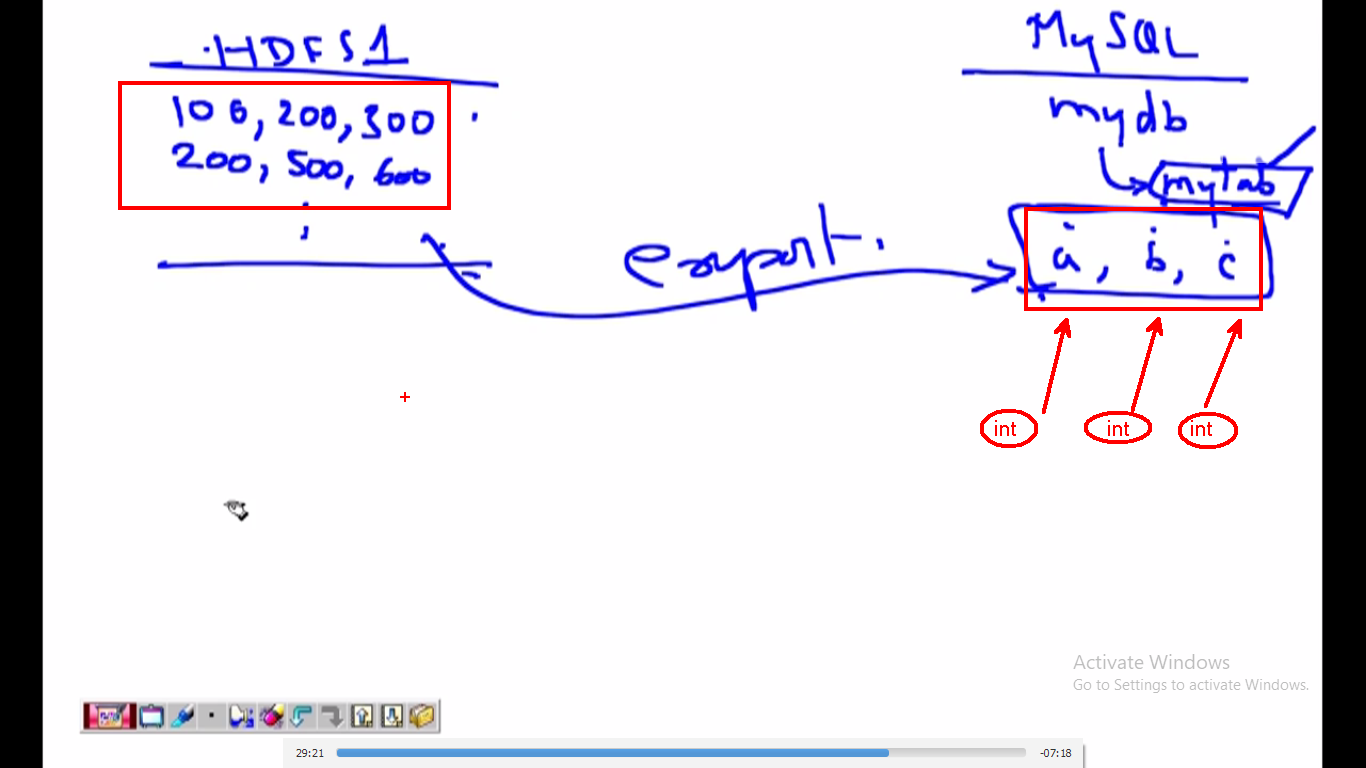 HDFS1
100, 200, 300
200, 500, 600
export.
MySQL
mydb
mytab
a, b, c
int int int
Activate Windows
Go to Settings to activate Windows.
29:21
-07:18